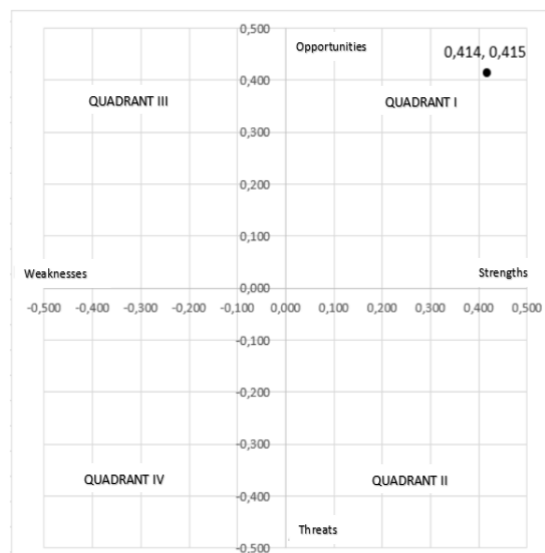 0,500
Opportunities
0,414, 0,415
0,400
QUADRANT III
QUADRANT I
0,300
0,200
0,100
Weaknesses
0,000
Strengths
-0,500 -0,400 -0,300 -0,200 -0,100 0,000 0,100 0,200 0,300 0,400 0,500
-0,100
-0,200
-0,300
QUADRANT IV
QUADRANT II
-0,400
Threats
-0,500